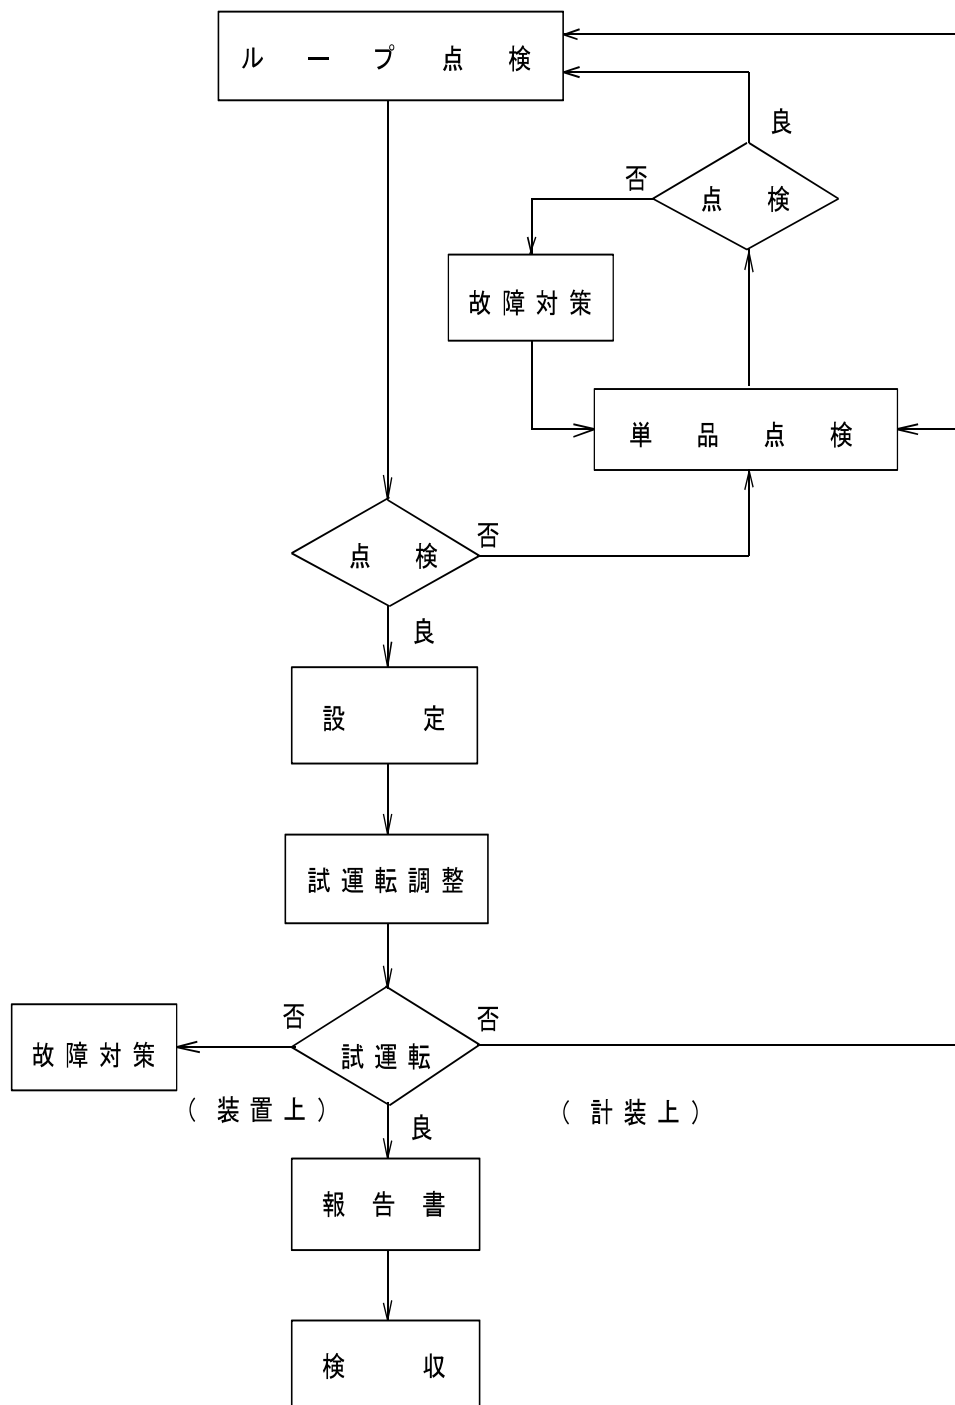 ループ点検
良
否
点検
故障対策
単品点検
否
点検
良
設定
試運転調整
否
否
故障対策
試運転
(装置上)
(計装上)
良
報告書
検収